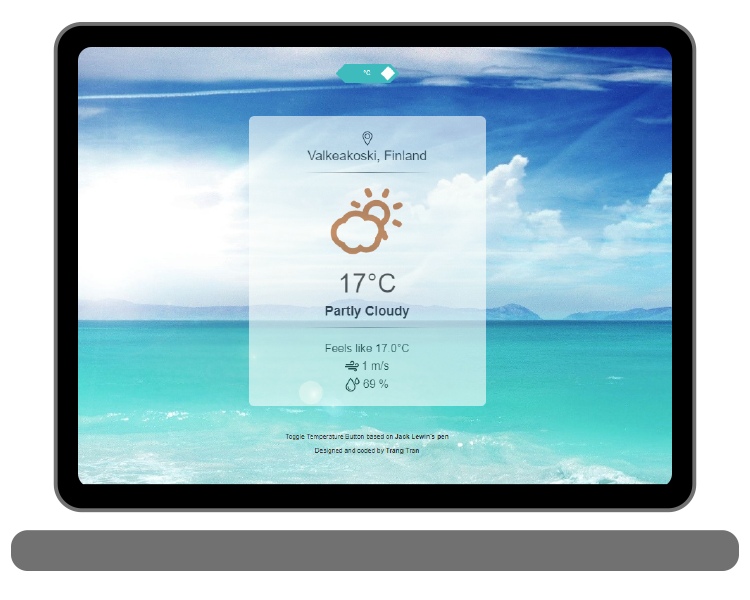 °C
Valkeakoski, Finland
17°C
Partly Cloudy
Feels like 17.0°C
1 m/s
69 %
Toggle Temperature Button based on Jack Lewin's pen
Designed and coded by Trang Tran